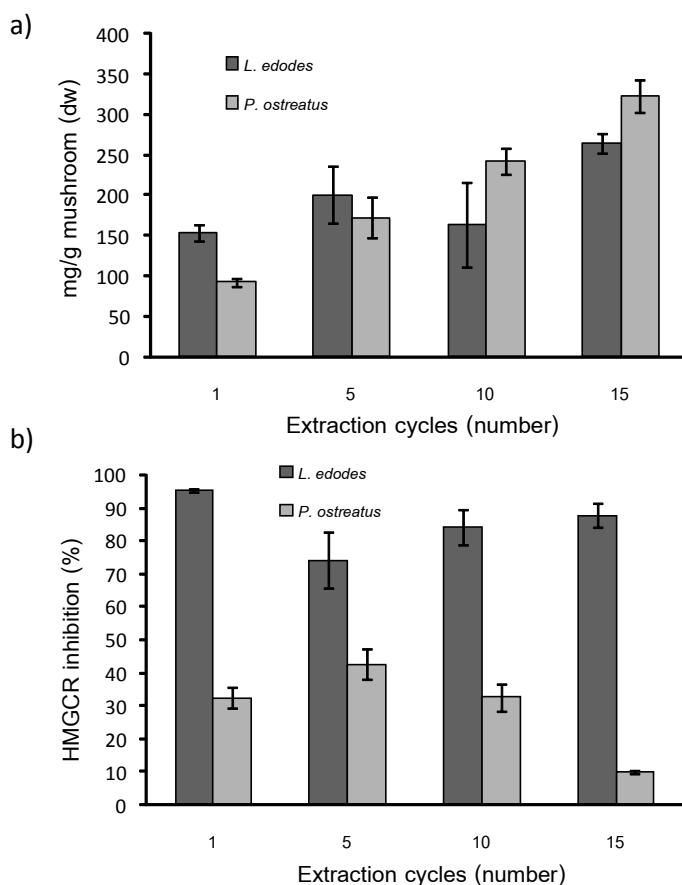 a)
mg/g mushroom (dw)
400
350
300
250
200
150
100
50
0
L. edodes
P. ostreatus
1 5 10 15
Extraction cycles (number)
b)
HMGCR inhibition (%)
100
90
80
70
60
50
40
30
20
10
0
L. edodes
P. ostreatus
1 5 10 15
Extraction cycles (number)